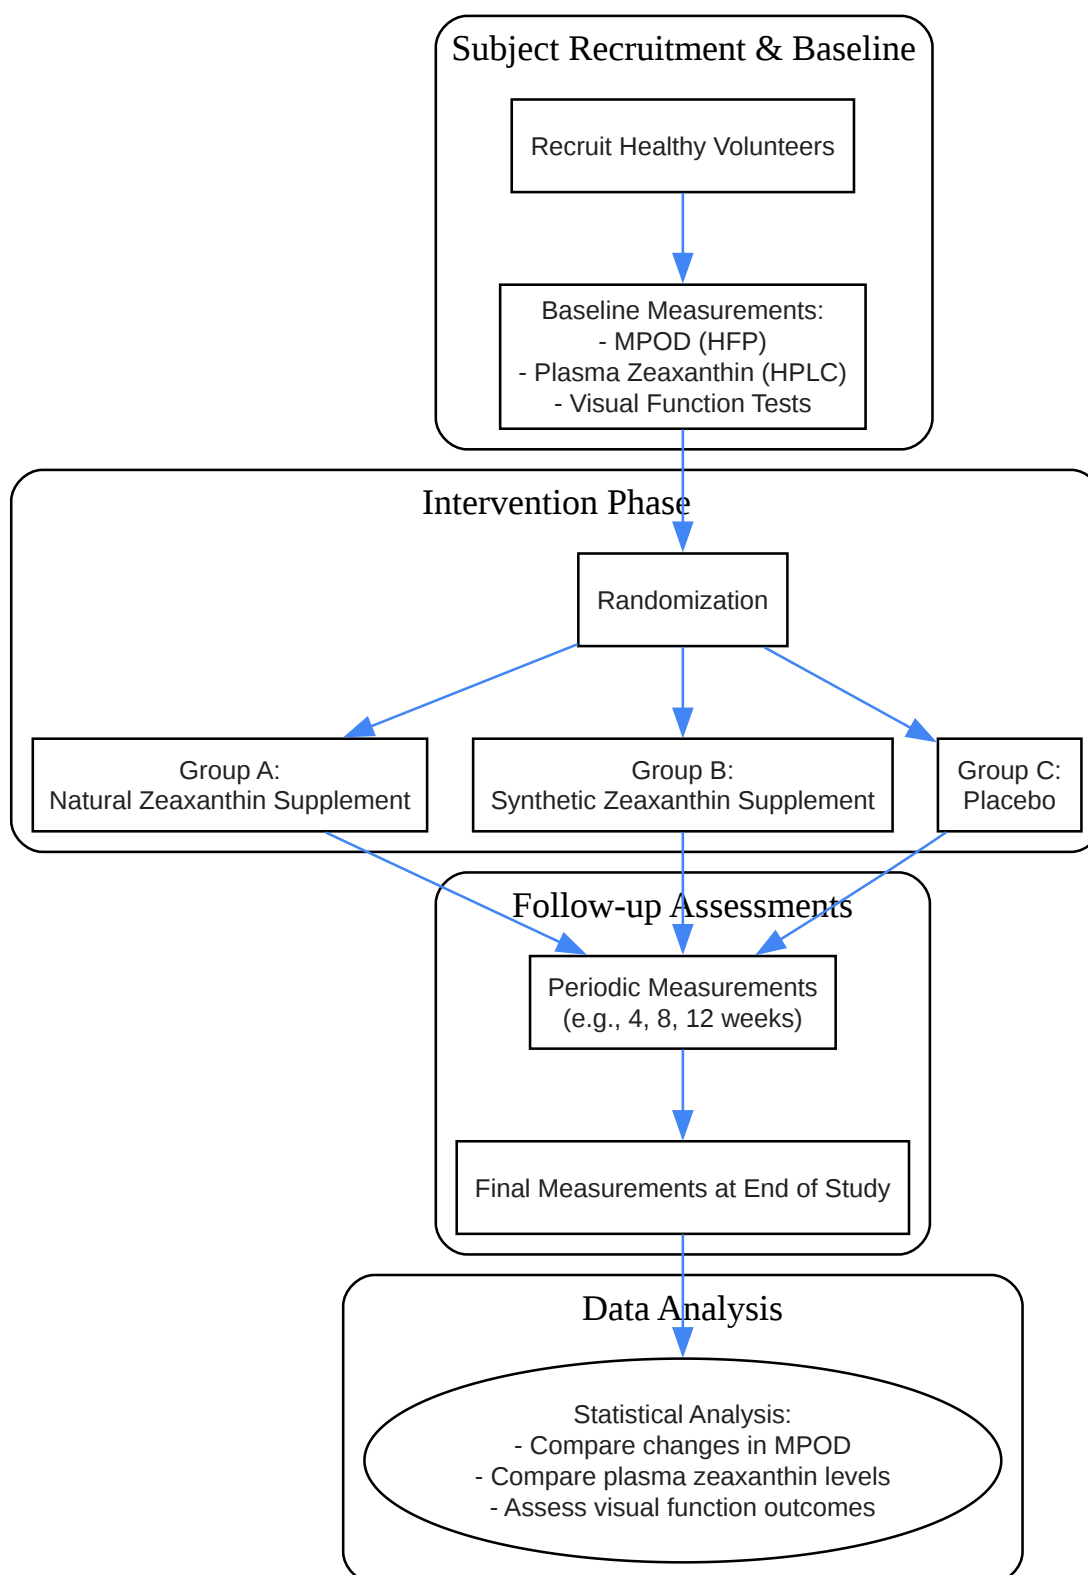 Subject Recruitment & Baseline
Recruit Healthy Volunteers
Baseline Measurements:
- MPOD (HFP)
- Plasma Zeaxanthin (HPLC)
- Visual Function Tests
Intervention Phase
Randomization
Group A:
Natural Zeaxanthin Supplement
Group B:
Synthetic Zeaxanthin Supplement
Group C:
Placebo
Follow-up Assessments
Periodic Measurements
(e.g., 4, 8, 12 weeks)
Final Measurements at End of Study
Data Analysis
Statistical Analysis:
- Compare changes in MPOD
- Compare plasma zeaxanthin levels
- Assess visual function outcomes